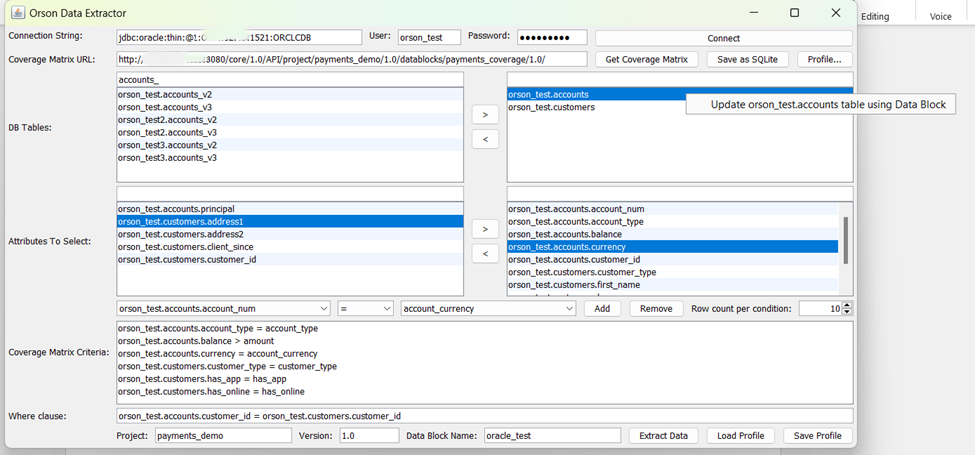 Orson Data Extractor
Editing Voice
Connection String: jdbc:oracle:thin:@1 1521:ORCLCDB User: orson_test Password: ●●●●●●●●● Connect
Coverage Matrix URL: http:/ 8080/core/1.0/API/project/payments_demo/1.0/datablocks/payments_coverage/1.0/ Get Coverage Matrix Save as SQLite Profile...
accounts_
DB Tables:
orson_test.accounts_v2
orson_test.accounts_v3
orson_test2.accounts_v2
orson_test2.accounts_v3
orson_test3.accounts_v2
orson_test3.accounts_v3
>
<
orson_test.accounts
orson_test.customers
Update orson_test.accounts table using Data Block
Attributes To Select:
orson_test.accounts.principal
orson_test.customers.address1
orson_test.customers.address2
orson_test.customers.client_since
orson_test.customers.customer_id
>
<
orson_test.accounts.account_num
orson_test.accounts.account_type
orson_test.accounts.balance
orson_test.accounts.currency
orson_test.accounts.customer_id
orson_test.customers.customer_type
orson_test.customers.first_name
orson_test.accounts.account_num = account_currency Add Remove Row count per condition: 10
Coverage Matrix Criteria:
orson_test.accounts.account_type = account_type
orson_test.accounts.balance > amount
orson_test.accounts.currency = account_currency
orson_test.customers.customer_type = customer_type
orson_test.customers.has_app = has_app
orson_test.customers.has_online = has_online
Where clause: orson_test.accounts.customer_id = orson_test.customers.customer_id
Project: payments_demo Version: 1.0 Data Block Name: oracle_test Extract Data Load Profile Save Profile